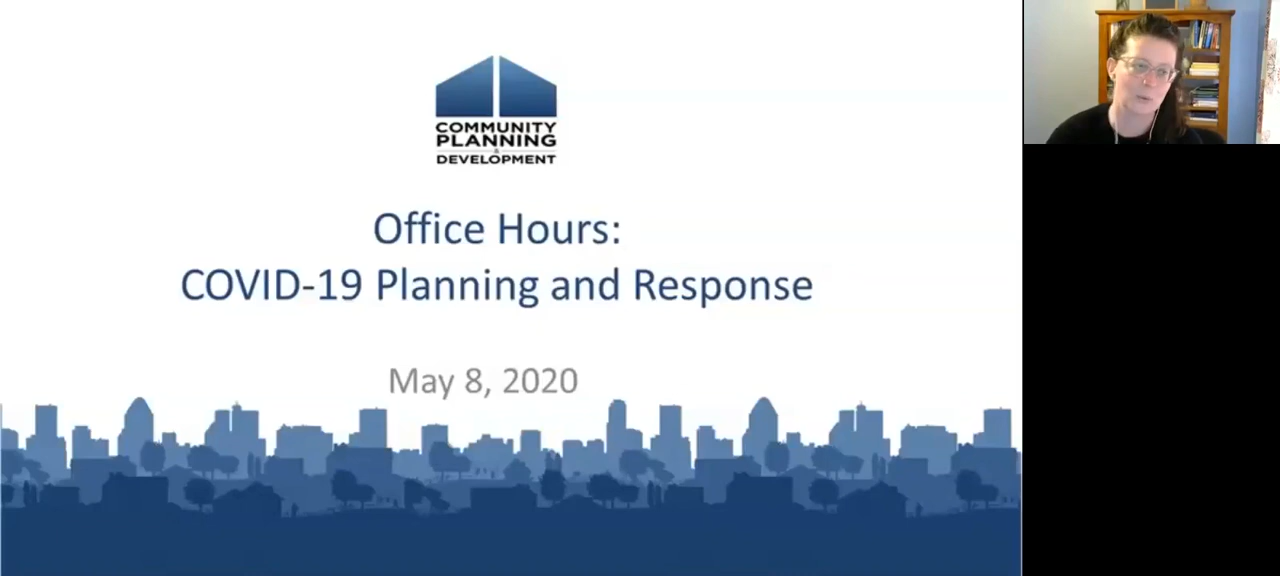 COMMUNITY
PLANNING
&
DEVELOPMENT
Office Hours:
COVID-19 Planning and Response
May 8, 2020